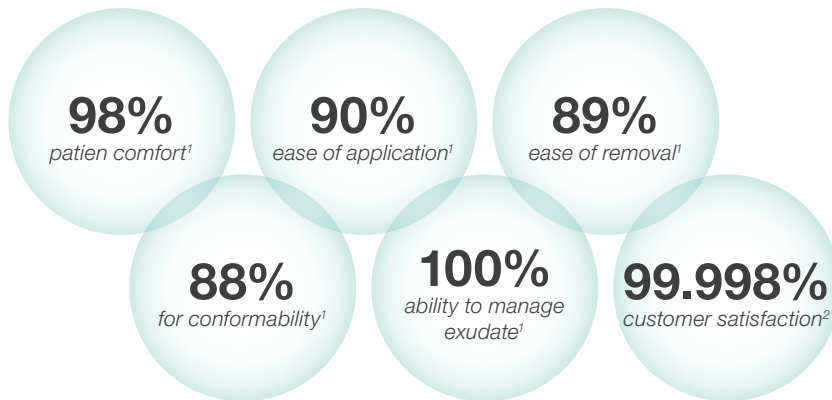 98%
patien comfort¹
90%
ease of application¹
89%
ease of removal¹
88%
for conformability¹
100%
ability to manage
exudate¹
99.998%
customer satisfaction²